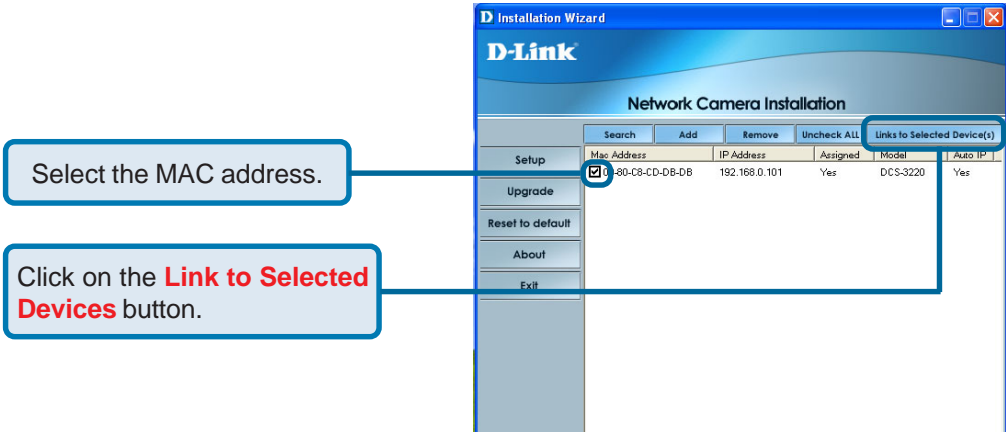 Installation Wizard
D-Link
Network Camera Installation
Search Add Remove Uncheck ALL Links to Selected Device(s)
Mac Address IP Address Assigned Model Auto IP
-80-C8-CD-DB-DB 192.168.0.101 Yes DCS-3220 Yes
Setup
Upgrade
Reset to default
About
Exit
Select the MAC address.
Click on the Link to Selected
Devices button.